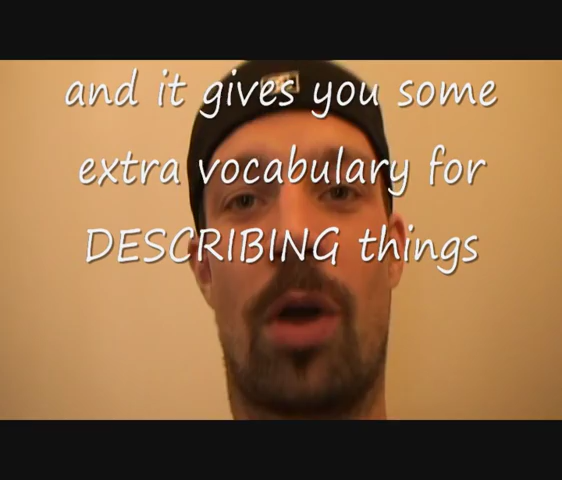 and it gives you some
extra vocabulary for
DESCRIBING things